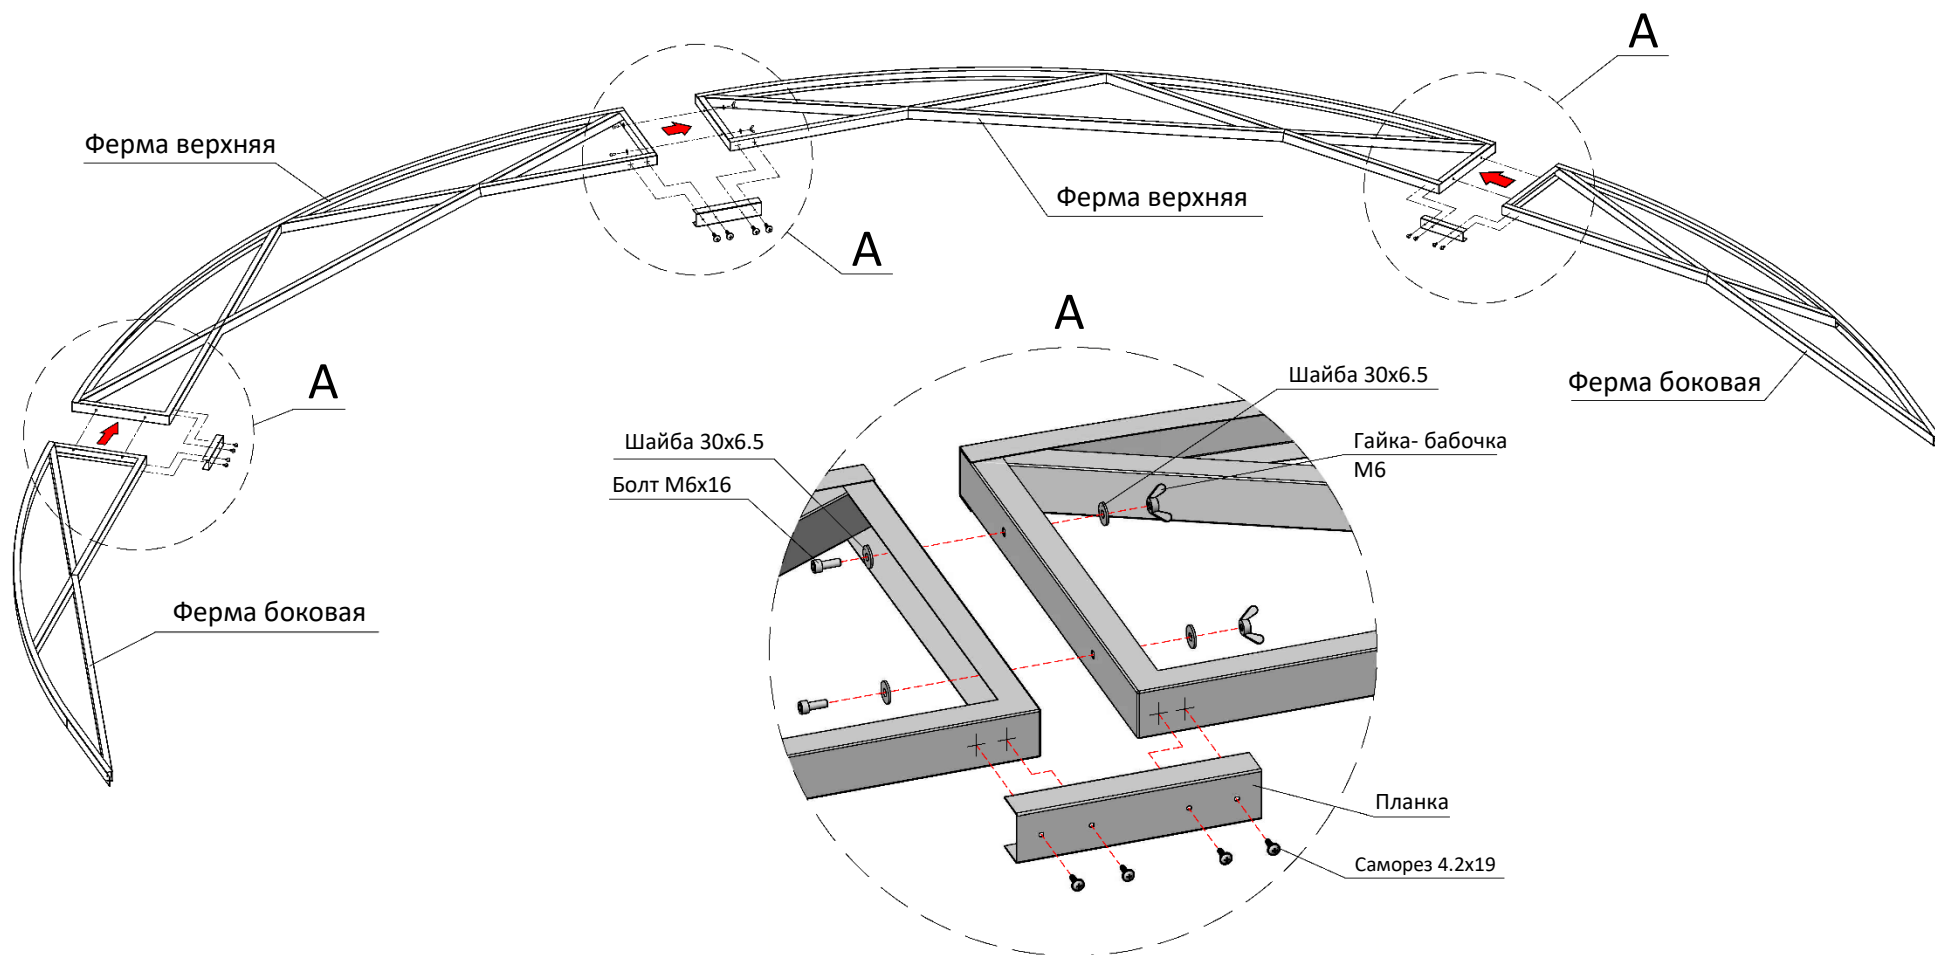 А
Ферма верхняя
Ферма верхняя
А
А
А
Ферма боковая
Шайба 30х6.5
Шайба 30х6.5
Гайка- бабочка
М6
Болт М6х16
Ферма боковая
Планка
Саморез 4.2х19